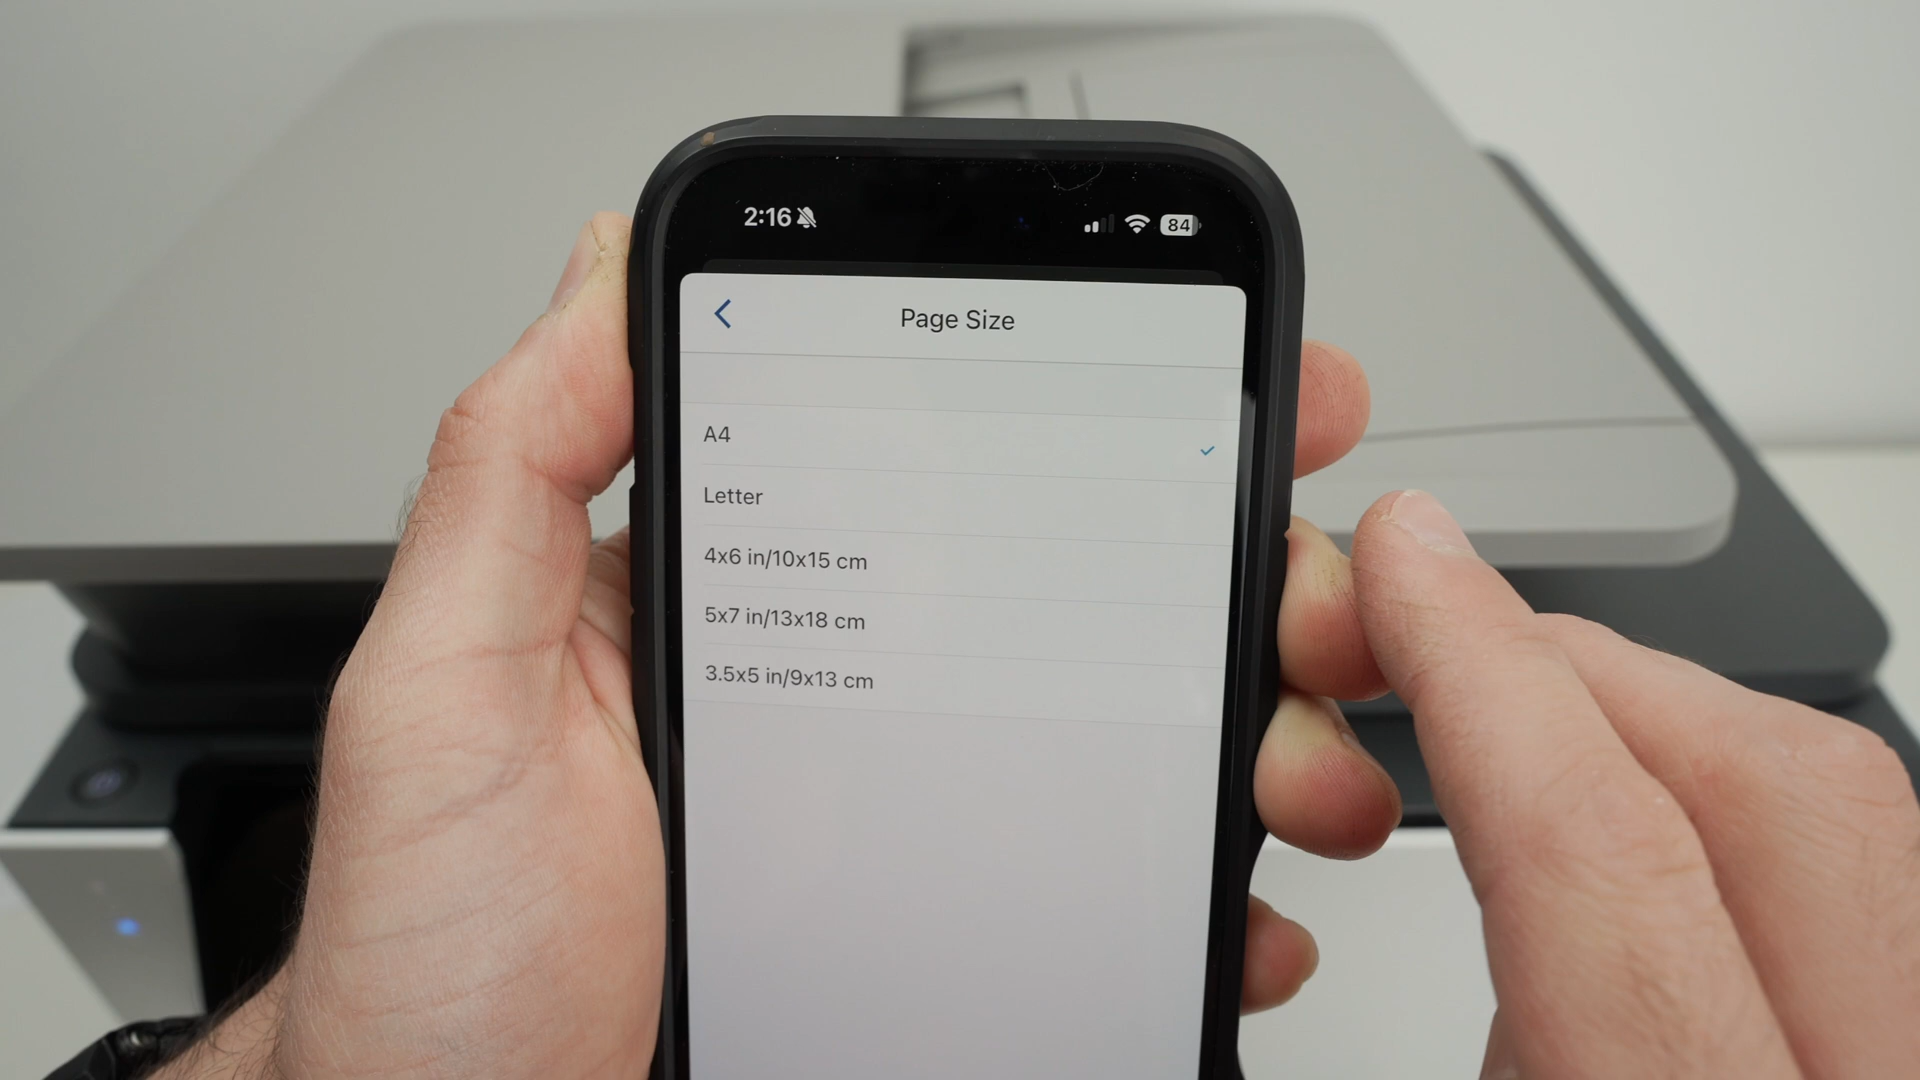 2:16
84
Page Size
A4
Letter
4x6 in/10x15 cm
5x7 in/13x18 cm
3.5x5 in/9x13 cm